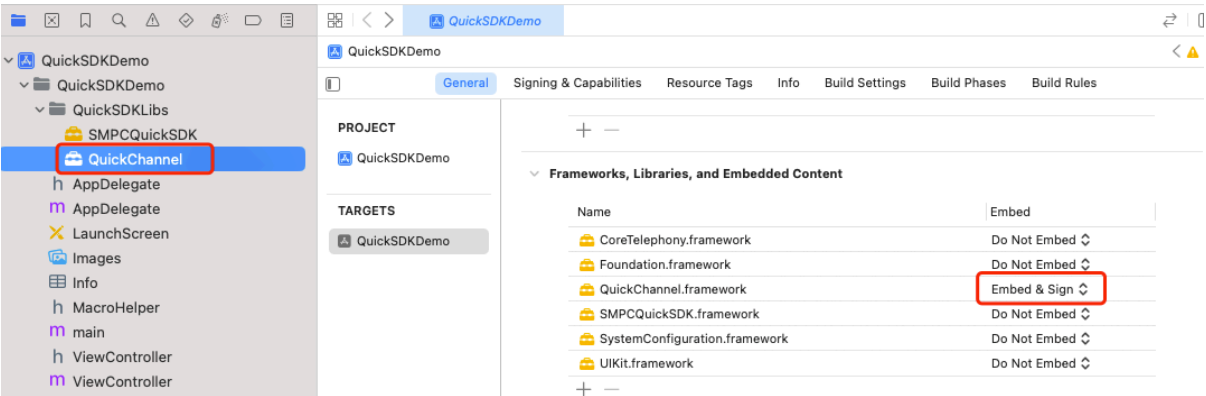 QuickSDKDemo
QuickSDKDemo
QuickSDKDemo
QuickSDKDemo
QuickSDKLibs
SMPCQuickSDK
QuickChannel
h AppDelegate
m AppDelegate
LaunchScreen
Images
Info
h MacroHelper
m main
h ViewController
m ViewController
General Signing & Capabilities Resource Tags Info Build Settings Build Phases Build Rules
PROJECT
QuickSDKDemo
TARGETS
QuickSDKDemo
Frameworks, Libraries, and Embedded Content
Name Embed
CoreTelephony.framework Do Not Embed
Foundation.framework Do Not Embed
QuickChannel.framework Embed & Sign
SMPCQuickSDK.framework Do Not Embed
SystemConfiguration.framework Do Not Embed
UIKit.framework Do Not Embed